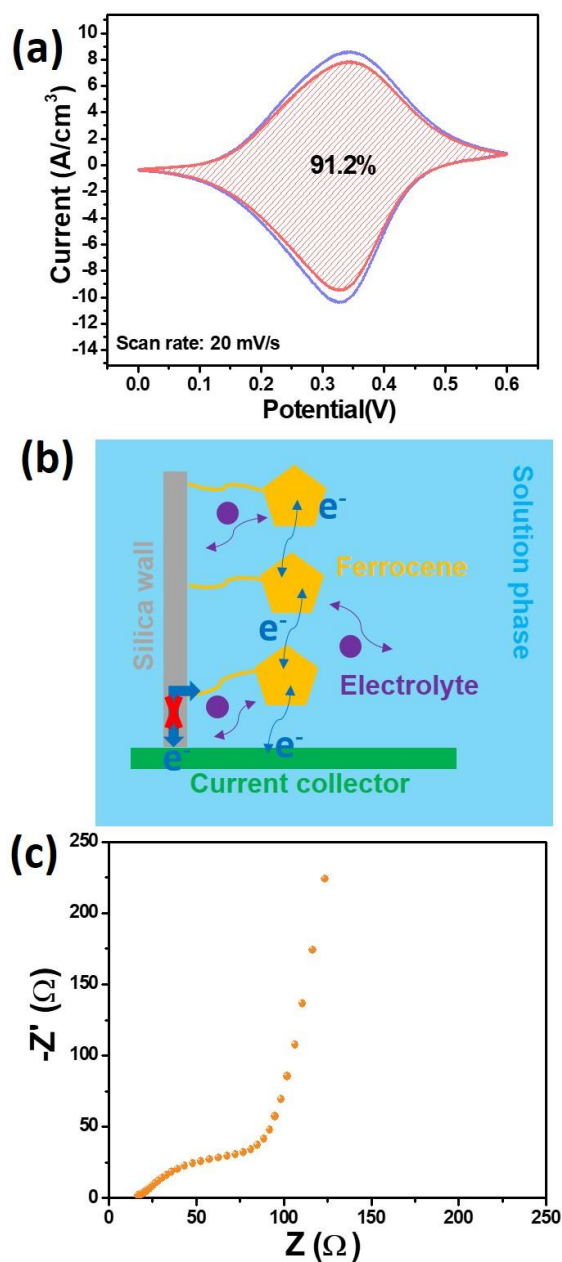 (a)
10
8
6
4
2
0
-2
-4
-6
-8
-10
-12
-14
Current (A/cm³)
91.2%
Scan rate: 20 mV/s
0.0 0.1 0.2 0.3 0.4 0.5 0.6
Potential(V)
(b)
Silica wall
e-
Ferrocene
e-
Electrolyte
e-
e-
Current collector
Solution phase
(c)
250
200
150
100
50
0
-Z' (Ω)
0 50 100 150 200 250
Z (Ω)